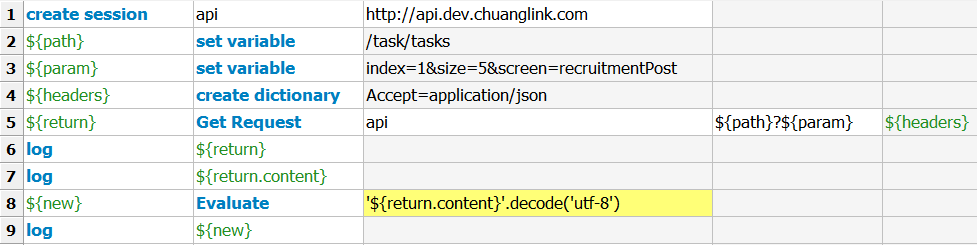 1 create session api http://api.dev.chuanglink.com
2 ${path} set variable /task/tasks
3 ${param} set variable index=1&size=5&screen=recruitmentPost
4 ${headers} create dictionary Accept=application/json
5 ${return} Get Request api ${path}?${param} ${headers}
6 log ${return}
7 log ${return.content}
8 ${new} Evaluate '${return.content}'.decode('utf-8')
9 log ${new}